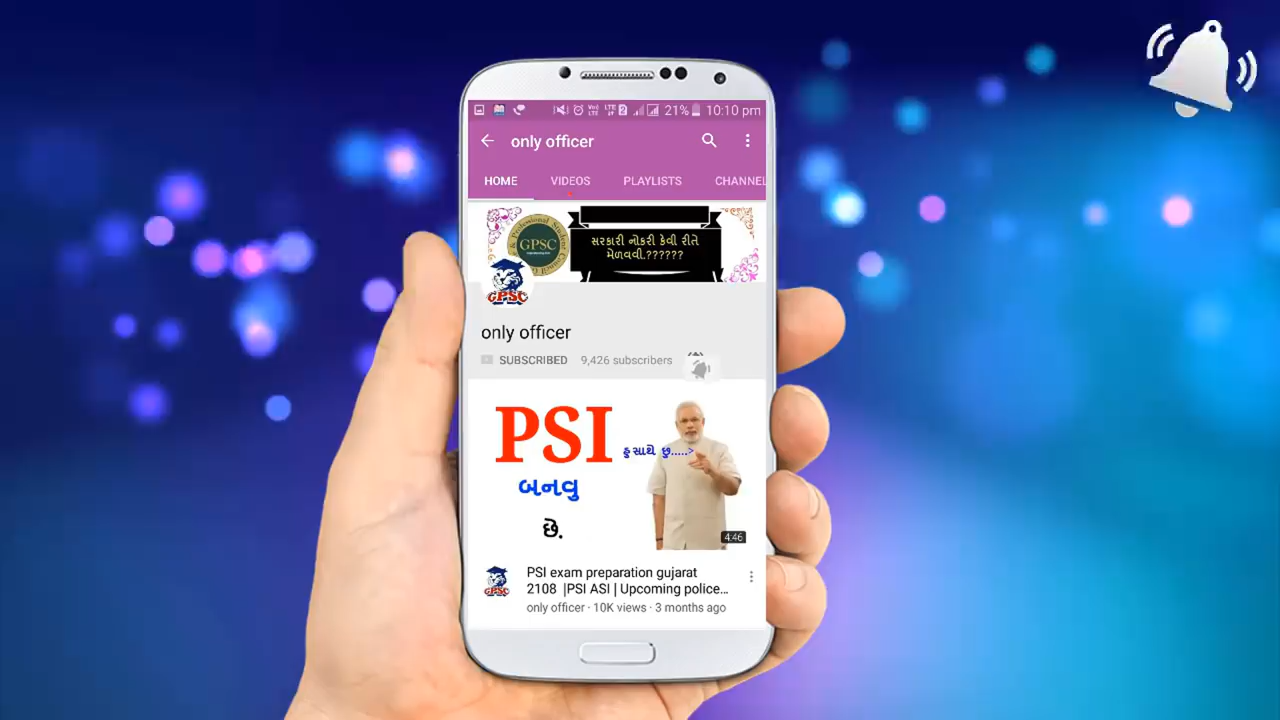 21% 10:10 pm
only officer
HOME VIDEOS PLAYLISTS CHANNEL
GPSC
સરકારી નોકરી કેવી રીતે
મેળવવી.??????
GPSC
only officer
SUBSCRIBED 9,426 subscribers
PSI
હુ સાથે છુ.....>
બનવુ
છે.
4:46
PSI exam preparation gujarat
2108 |PSI ASI | Upcoming police...
only officer · 10K views · 3 months ago
GPSC